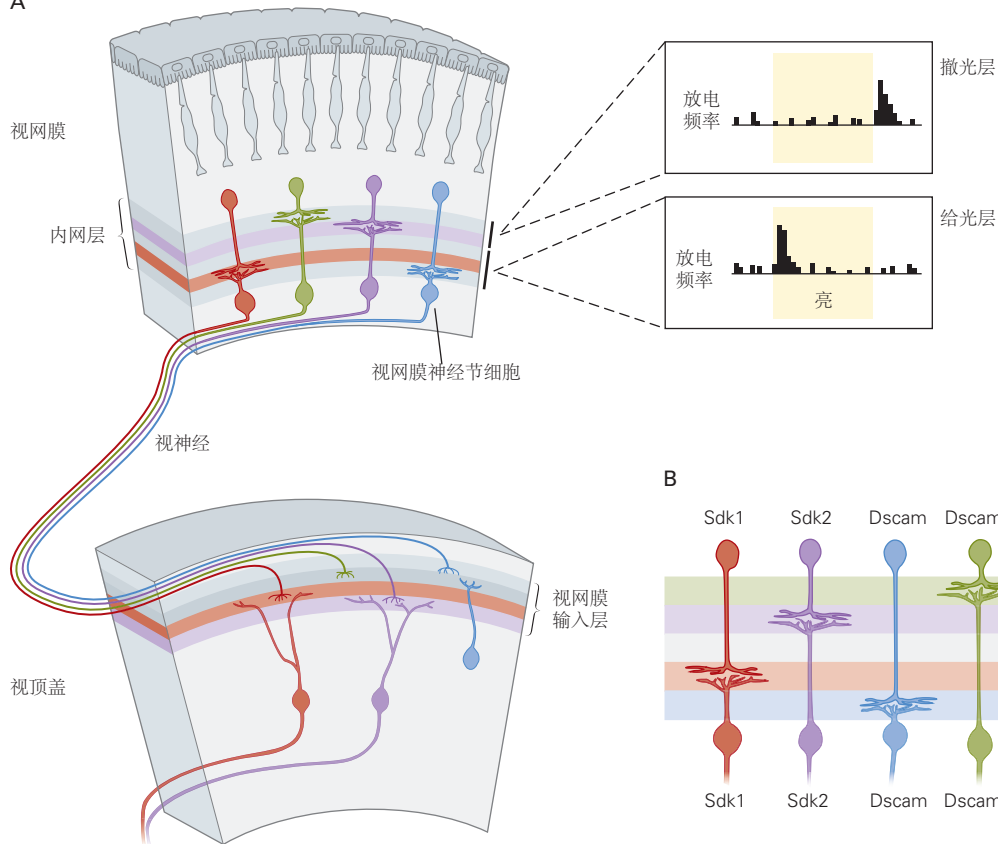 A
视网膜
内网层
放电
频率
撤光层
放电
频率
亮
给光层
视网膜神经节细胞
视神经
视网膜
输入层
视顶盖
B
Sdk1 Sdk2 Dscam Dscam
Sdk1 Sdk2 Dscam Dscam